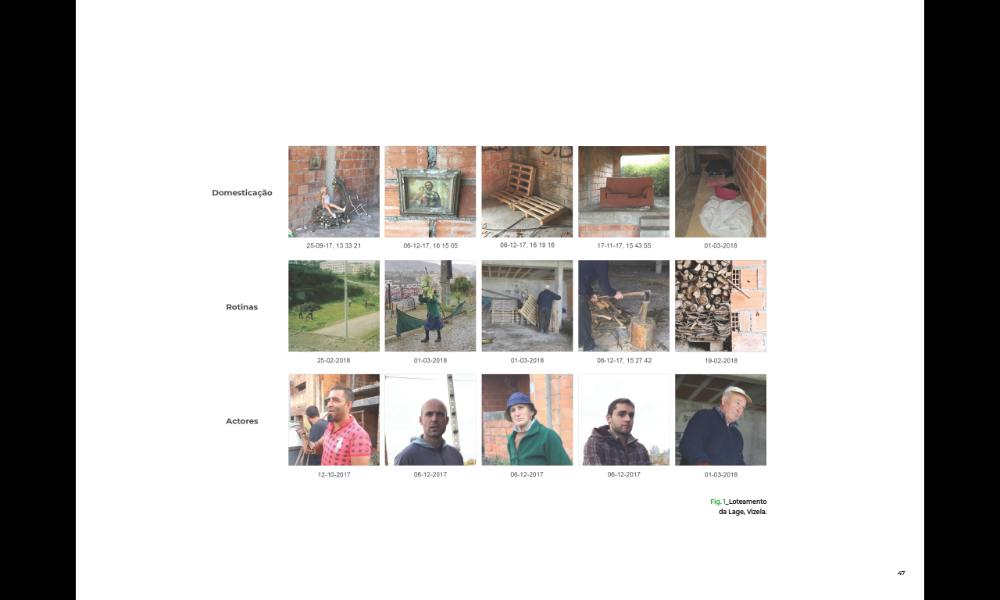 Domesticação
25-09-17, 13 33 21
06-12-17, 16 15 05
06-12-17, 16 19 16
17-11-17, 15 43 55
01-03-2018
Rotinas
25-02-2018
01-03-2018
01-03-2018
06-12-17, 15 27 42
19-02-2018
Actores
12-10-2017
06-12-2017
06-12-2017
06-12-2017
01-03-2018
Fig. 1_Loteamento
da Lage, Vizela.
47